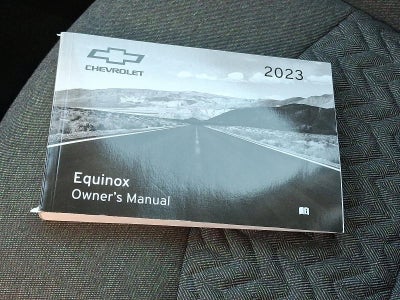 CHEVROLET
2023
Equinox
Owner's Manual